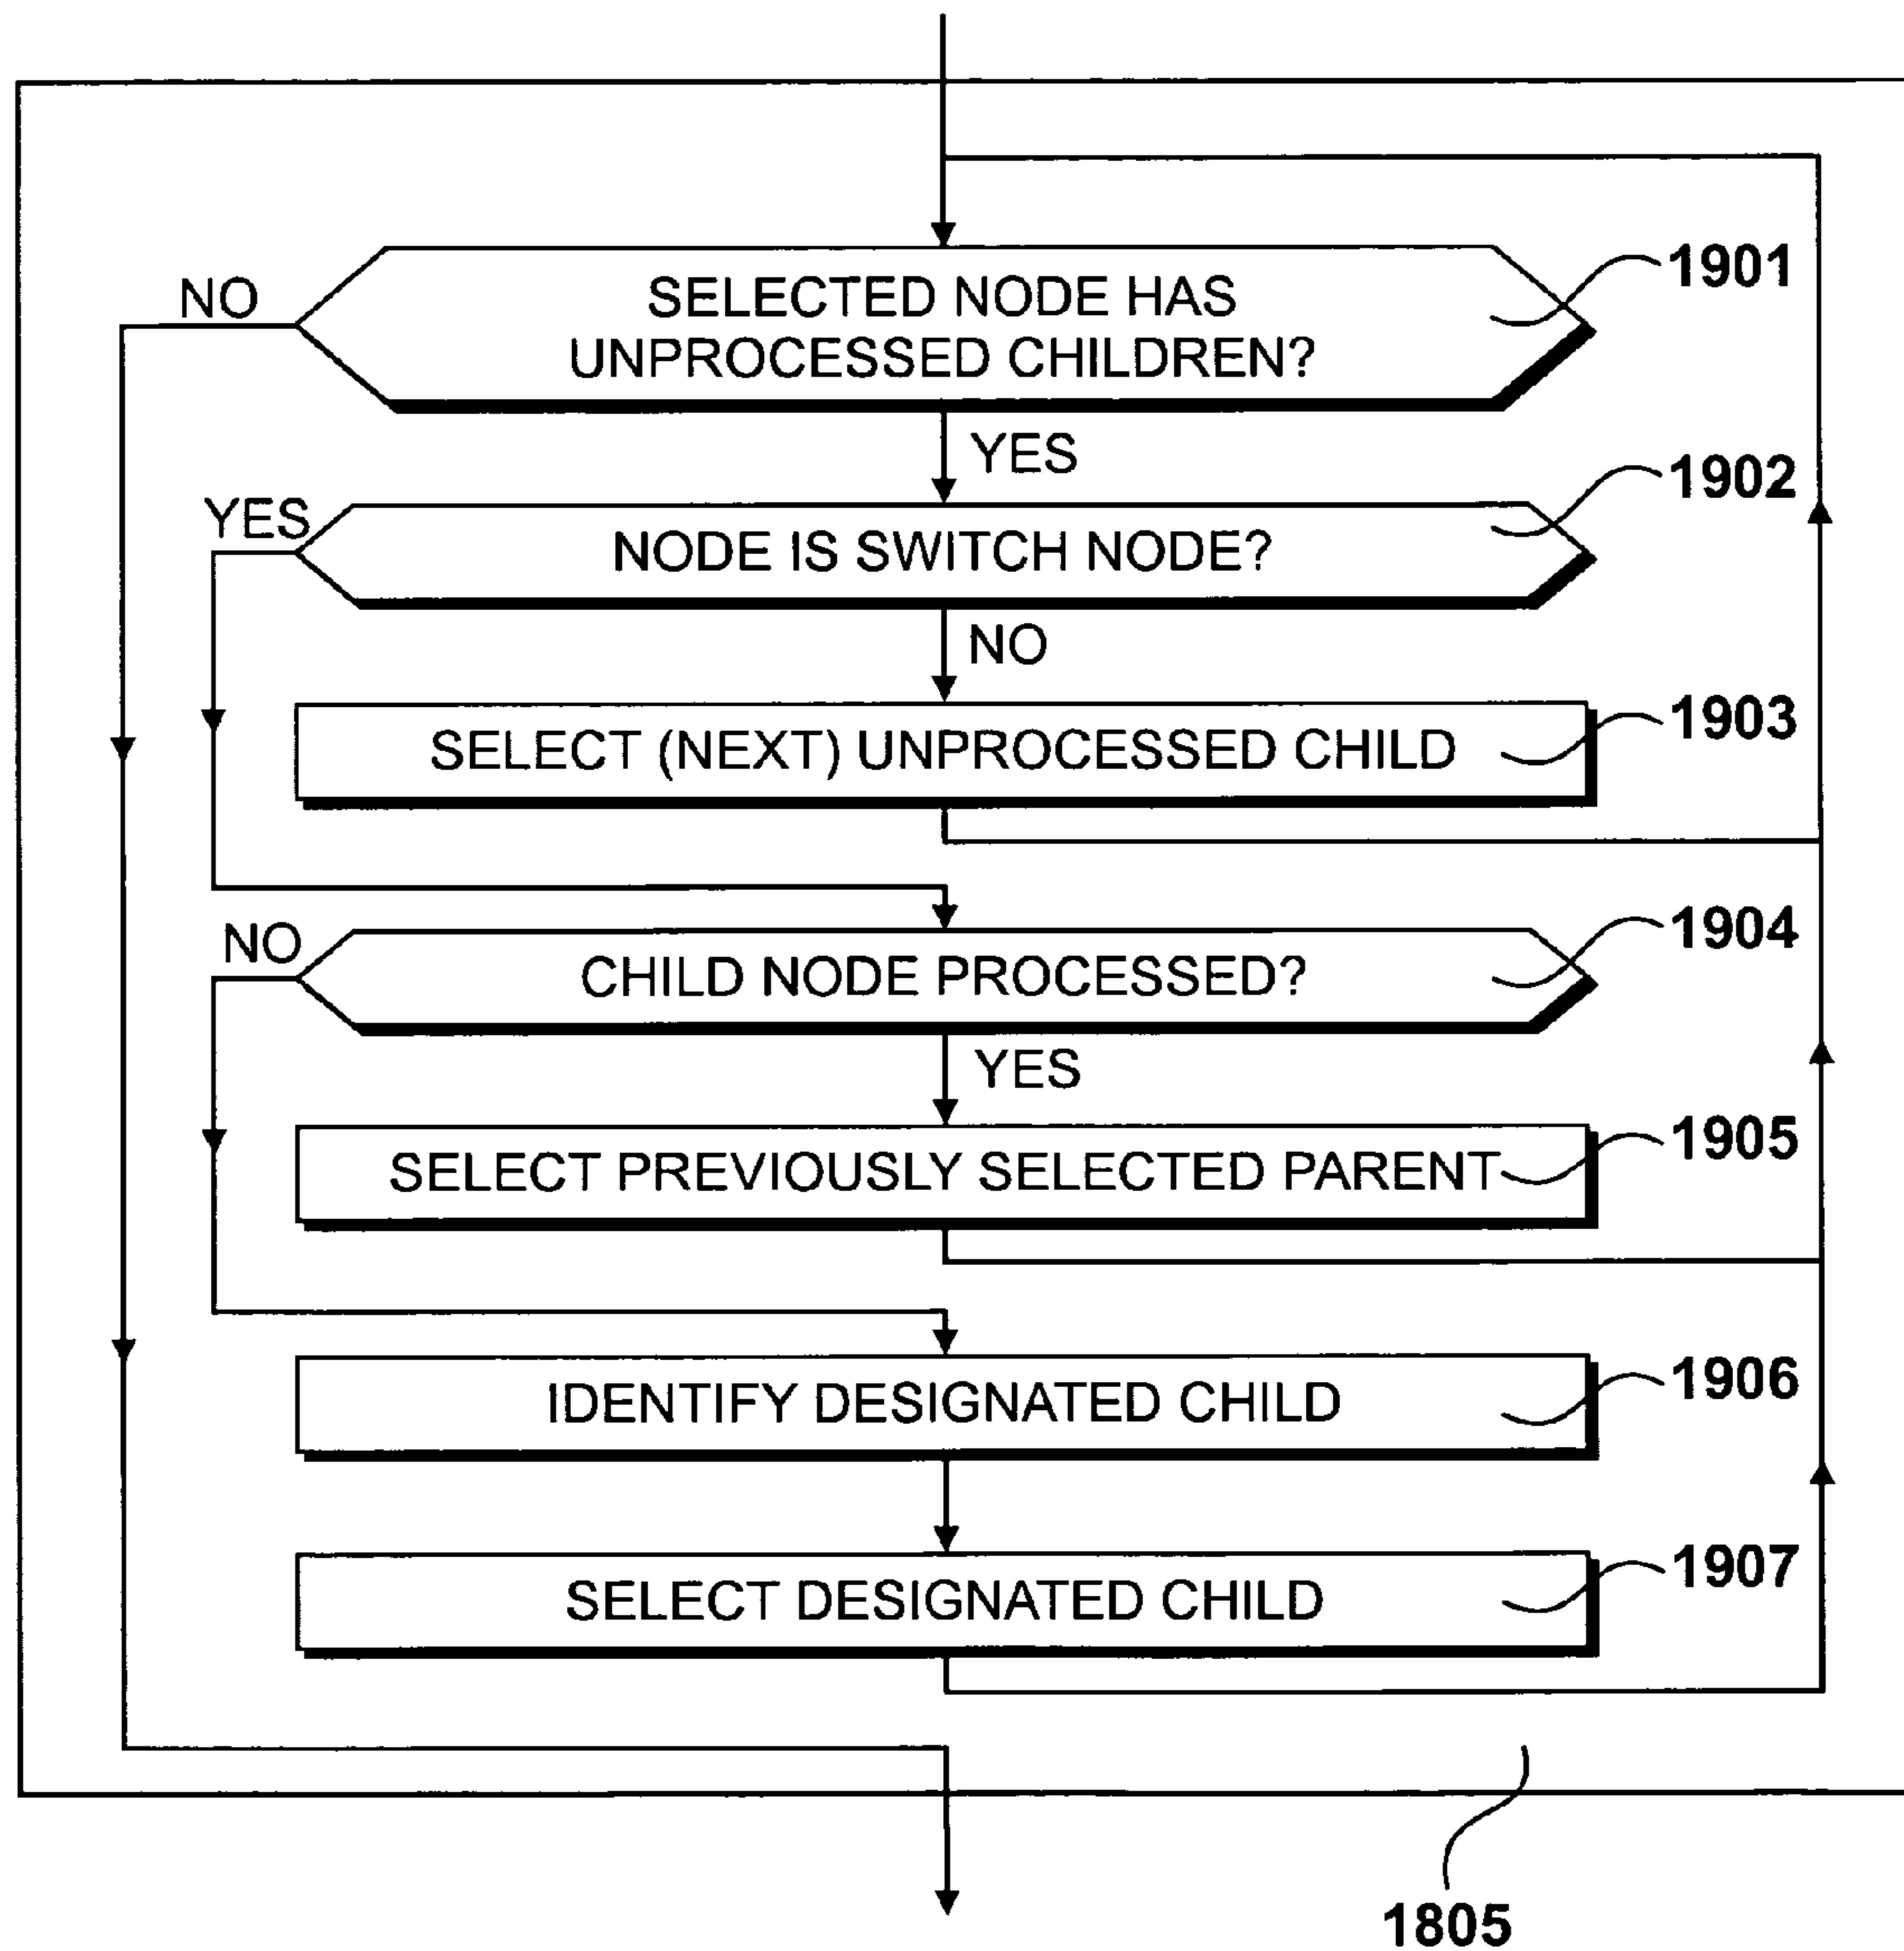 NO
SELECTED NODE HAS
UNPROCESSED CHILDREN?
1901
YES
YES
NODE IS SWITCH NODE?
1902
NO
SELECT (NEXT) UNPROCESSED CHILD
1903
NO
CHILD NODE PROCESSED?
1904
YES
SELECT PREVIOUSLY SELECTED PARENT
1905
IDENTIFY DESIGNATED CHILD
1906
SELECT DESIGNATED CHILD
1907
1805